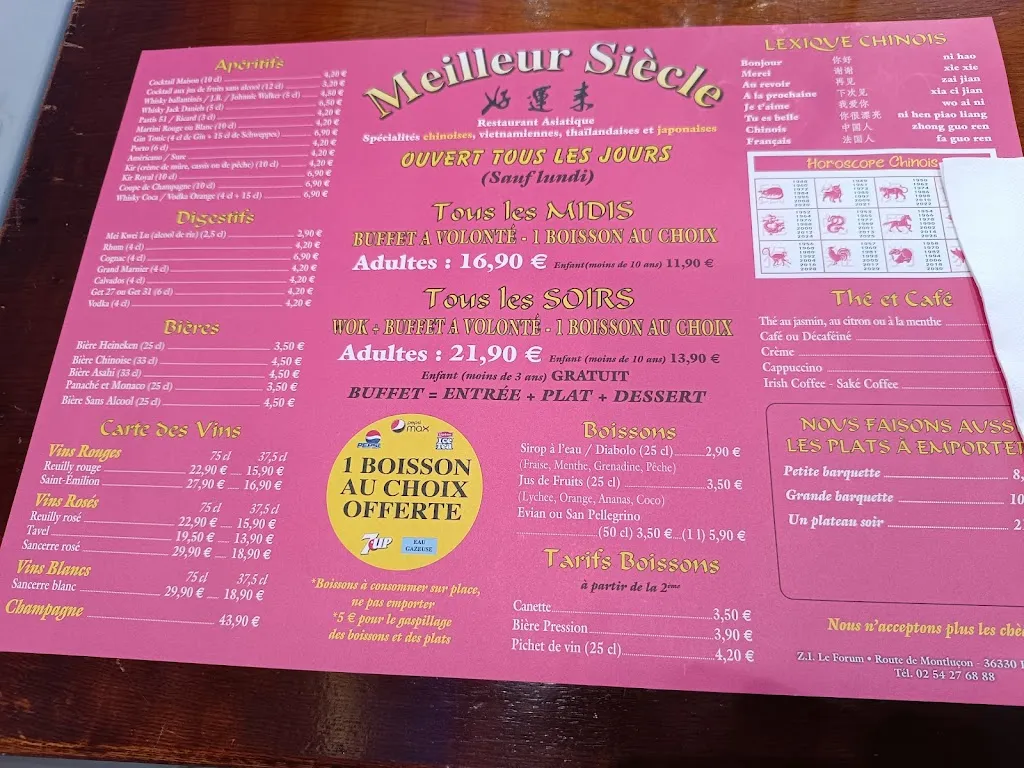 Apéritifs
Cocktail Maison (10 cl) 4,20 €
Cocktail aux jus de fruits sans alcool (12 cl) 3,20 €
Whisky ballantinés / J.B. / Johnnie Walker (5 cl) 4,50 €
Whisky Jack Daniels (5 cl) 6,50 €
Pastis 51 / Ricard (3 cl) 4,20 €
Martini Rouge ou Blanc (10 cl) 4,20 €
Gin Tonic (4 cl de Gin + 15 cl de Schweppes) 6,90 €
Porto (6 cl) 4,20 €
Américano / Suze 4,20 €
Kir (crème de mûre, cassis ou de pêche) (10 cl) 4,20 €
Kir Royal (10 cl) 6,90 €
Coupe de Champagne (10 cl) 6,90 €
Whisky Coca / Vodka Orange (4 cl + 15 cl) 6,90 €
Digestifs
Mei Kwei Lu (alcool de riz) (2,5 cl) 2,90 €
Rhum (4 cl) 4,20 €
Cognac (4 cl) 6,90 €
Grand Marnier (4 cl) 4,20 €
Calvados (4 cl) 4,20 €
Get 27 ou Get 31 (6 cl) 4,20 €
Vodka (4 cl) 4,20 €
Bières
Bière Heineken (25 cl) 3,50 €
Bière Chinoise (33 cl) 4,50 €
Bière Asahi (33 cl) 4,50 €
Panaché et Monaco (25 cl) 3,50 €
Bière Sans Alcool (25 cl) 4,50 €
Carte des Vins
Vins Rouges 75 cl 37,5 cl
Reuilly rouge 22,90 € 15,90 €
Saint-Émilion 27,90 € 16,90 €
Vins Rosés 75 cl 37,5 cl
Reuilly rosé 22,90 € 15,90 €
Tavel 19,50 € 13,90 €
Sancerre rosé 29,90 € 18,90 €
Vins Blancs 75 cl 37,5 cl
Sancerre blanc 29,90 € 18,90 €
Champagne 43,90 €
Meilleur Siècle
好運来
Restaurant Asiatique
Spécialités chinoises, vietnamiennes, thaïlandaises et japonaises
OUVERT TOUS LES JOURS
(Sauf lundi)
Tous les MIDIS
BUFFET A VOLONTÉ - 1 BOISSON AU CHOIX
Adultes : 16,90 € Enfant (moins de 10 ans) 11,90 €
Tous les SOIRS
WOK + BUFFET A VOLONTÉ - 1 BOISSON AU CHOIX
Adultes : 21,90 € Enfant (moins de 10 ans) 13,90 €
Enfant (moins de 3 ans) GRATUIT
BUFFET = ENTRÉE + PLAT + DESSERT
PEPSI pepsi max ICE TEA
1 BOISSON
AU CHOIX
OFFERTE
7UP EAU
GAZEUSE
*Boissons à consommer sur place,
ne pas emporter
*5 € pour le gaspillage
des boissons et des plats
Boissons
Sirop à l'eau / Diabolo (25 cl) 2,90 €
(Fraise, Menthe, Grenadine, Pêche)
Jus de Fruits (25 cl) 3,50 €
(Lychee, Orange, Ananas, Coco)
Evian ou San Pellegrino
(50 cl) 3,50 € ...(1 l) 5,90 €
Tarifs Boissons
à partir de la 2ème
Canette 3,50 €
Bière Pression 3,90 €
Pichet de vin (25 cl) 4,20 €
LEXIQUE CHINOIS
Bonjour 你好 ni hao
Merci 谢谢 xie xie
Au revoir 再见 zai jian
A la prochaine 下次见 xia ci jian
Je t'aime 我爱你 wo ai ni
Tu es belle 你很漂亮 ni hen piao liang
Chinois 中国人 zhong guo ren
Français 法国人 fa guo ren
Horoscope Chinois
Thé et Café
Thé au jasmin, au citron ou à la menthe
Café ou Décaféiné
Crème
Cappuccino
Irish Coffee - Saké Coffee
NOUS FAISONS AUSS
LES PLATS À EMPORTER
Petite barquette 8,
Grande barquette 10
Un plateau soir 2
Nous n'acceptons plus les chè
Z.I. Le Forum • Route de Montluçon - 36330
Tél. 02 54 27 68 88